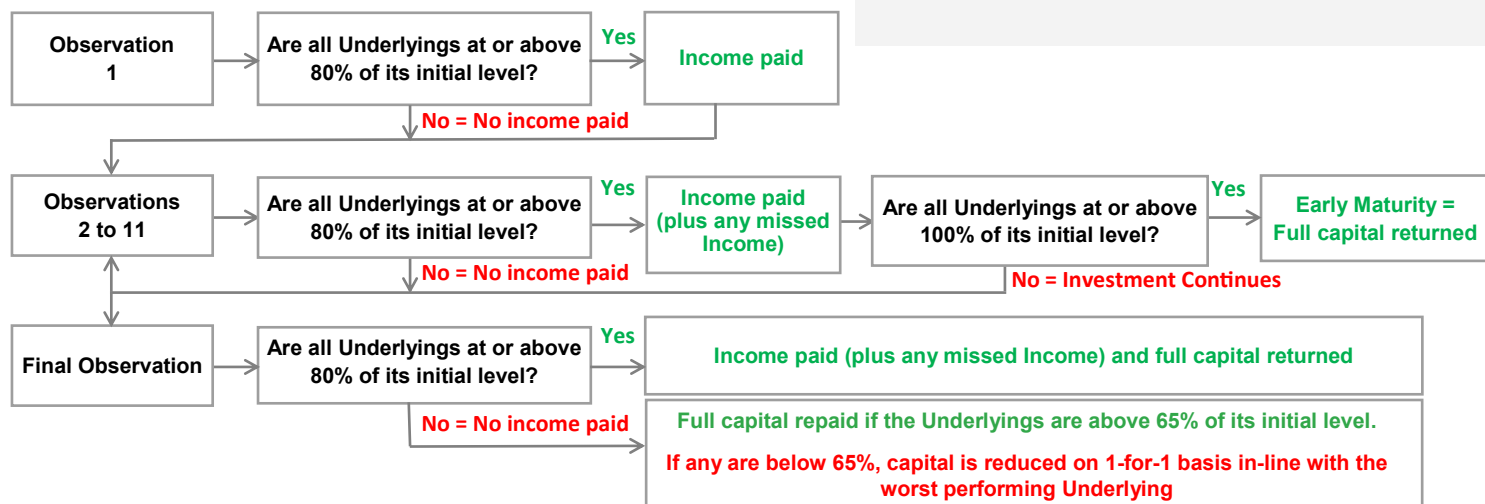 Observation
1
Are all Underlyings at or above
80% of its initial level?
Yes
Income paid
No = No income paid
Observations
2 to 11
Are all Underlyings at or above
80% of its initial level?
Yes
Income paid
(plus any missed
Income)
Are all Underlyings at or above
100% of its initial level?
Yes
Early Maturity =
Full capital returned
No = No income paid
No = Investment Continues
Final Observation
Are all Underlyings at or above
80% of its initial level?
Yes
Income paid (plus any missed Income) and full capital returned
No = No income paid
Full capital repaid if the Underlyings are above 65% of its initial level.
If any are below 65%, capital is reduced on 1-for-1 basis in-line with the
worst performing Underlying